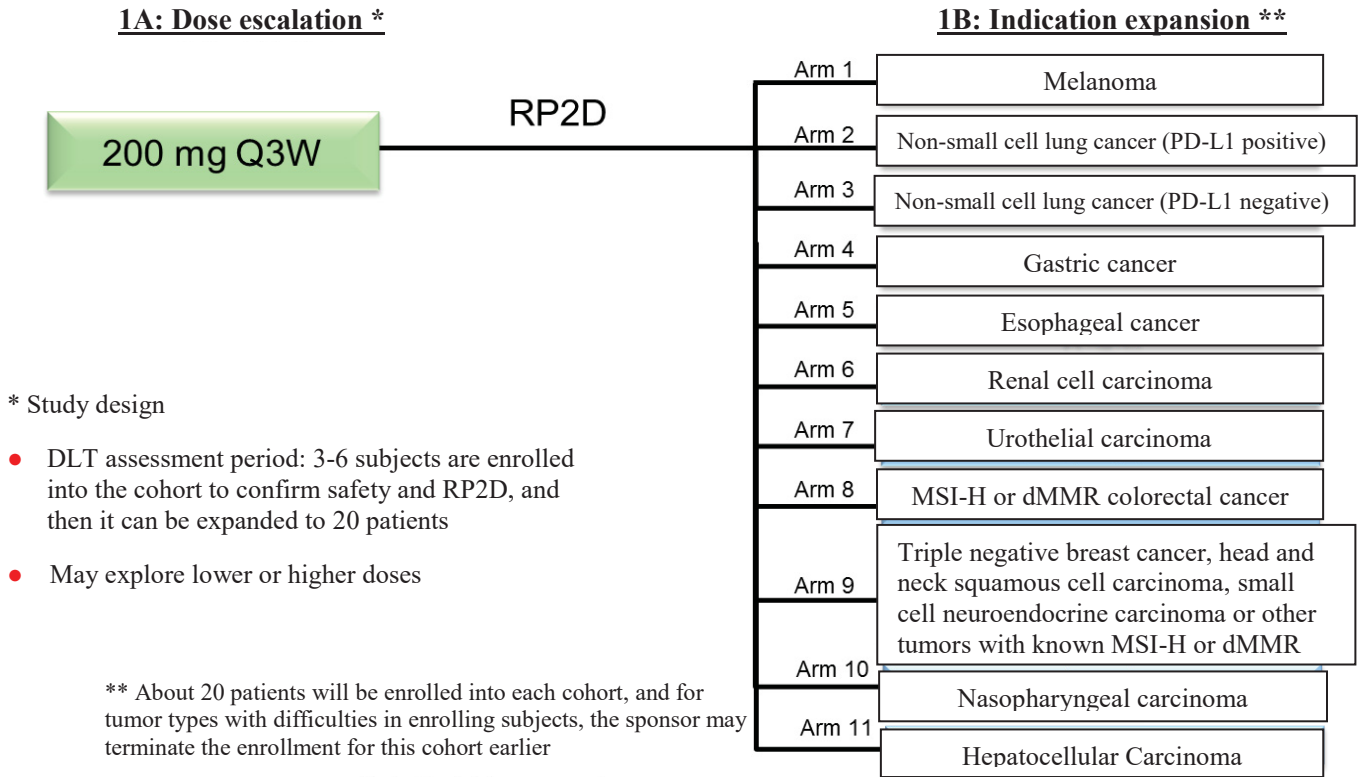 1A: Dose escalation *
1B: Indication expansion **
200 mg Q3W
RP2D
Arm 1
Melanoma
Arm 2
Non-small cell lung cancer (PD-L1 positive)
Arm 3
Non-small cell lung cancer (PD-L1 negative)
Arm 4
Gastric cancer
Arm 5
Esophageal cancer
Arm 6
Renal cell carcinoma
Arm 7
Urothelial carcinoma
Arm 8
MSI-H or dMMR colorectal cancer
Arm 9
Triple negative breast cancer, head and
neck squamous cell carcinoma, small
cell neuroendocrine carcinoma or other
tumors with known MSI-H or dMMR
Arm 10
Nasopharyngeal carcinoma
Arm 11
Hepatocellular Carcinoma
* Study design
● DLT assessment period: 3-6 subjects are enrolled
into the cohort to confirm safety and RP2D, and
then it can be expanded to 20 patients
● May explore lower or higher doses
** About 20 patients will be enrolled into each cohort, and for
tumor types with difficulties in enrolling subjects, the sponsor may
terminate the enrollment for this cohort earlier